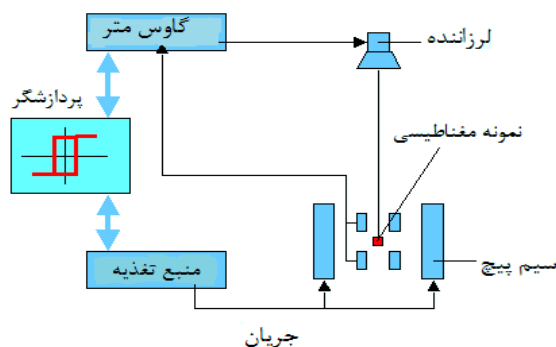 گاوس متر
لرزاننده
پردازشگر
نمونه مغناطیسی
منبع تغذیه
سیم پیچ
جریان